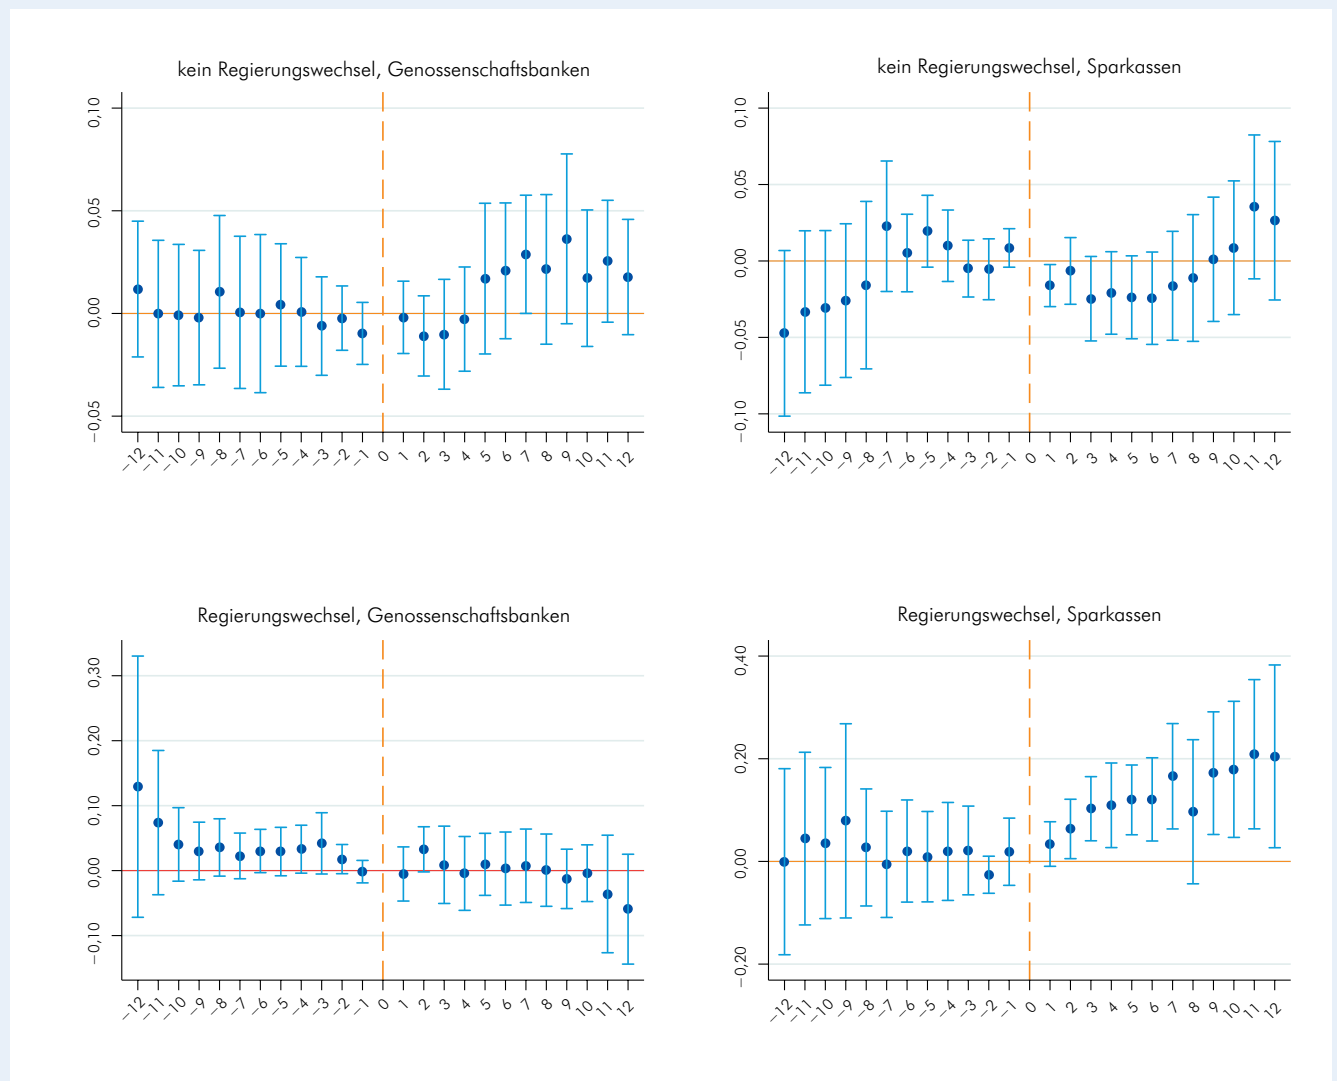 kein Regierungswechsel, Genossenschaftsbanken
0,10
0,05
0,00
−0,05
−12 −11 −10 −9 −8 −7 −6 −5 −4 −3 −2 −1 0 1 2 3 4 5 6 7 8 9 10 11 12
kein Regierungswechsel, Sparkassen
0,10
0,05
0,00
−0,05
−0,10
−12 −11 −10 −9 −8 −7 −6 −5 −4 −3 −2 −1 0 1 2 3 4 5 6 7 8 9 10 11 12
Regierungswechsel, Genossenschaftsbanken
0,30
0,20
0,10
0,00
−0,10
−12 −11 −10 −9 −8 −7 −6 −5 −4 −3 −2 −1 0 1 2 3 4 5 6 7 8 9 10 11 12
Regierungswechsel, Sparkassen
0,40
0,20
0,00
−0,20
−12 −11 −10 −9 −8 −7 −6 −5 −4 −3 −2 −1 0 1 2 3 4 5 6 7 8 9 10 11 12